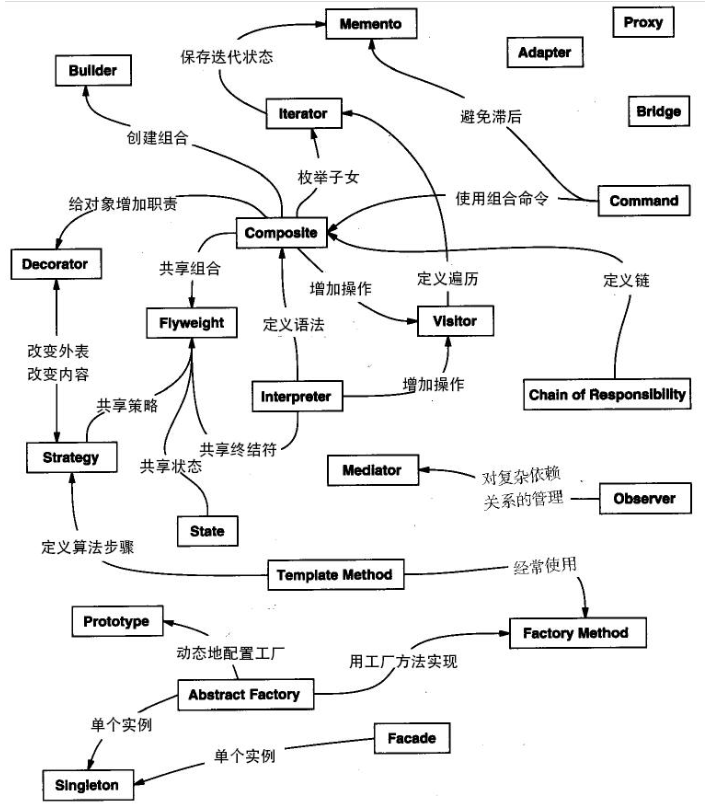 Memento
Proxy
Adapter
保存迭代状态
Builder
Iterator
Bridge
避免滞后
创建组合
枚举子女
给对象增加职责
使用组合命令
Command
Composite
Decorator
共享组合
增加操作
定义遍历
定义链
Flyweight
定义语法
Visitor
改变外表
改变内容
增加操作
Interpreter
Chain of Responsibility
共享策略
共享终结符
Strategy
共享状态
Mediator
对复杂依赖
关系的管理
Observer
State
定义算法步骤
Template Method
经常使用
Prototype
Factory Method
动态地配置工厂
用工厂方法实现
Abstract Factory
单个实例
Facade
单个实例
Singleton